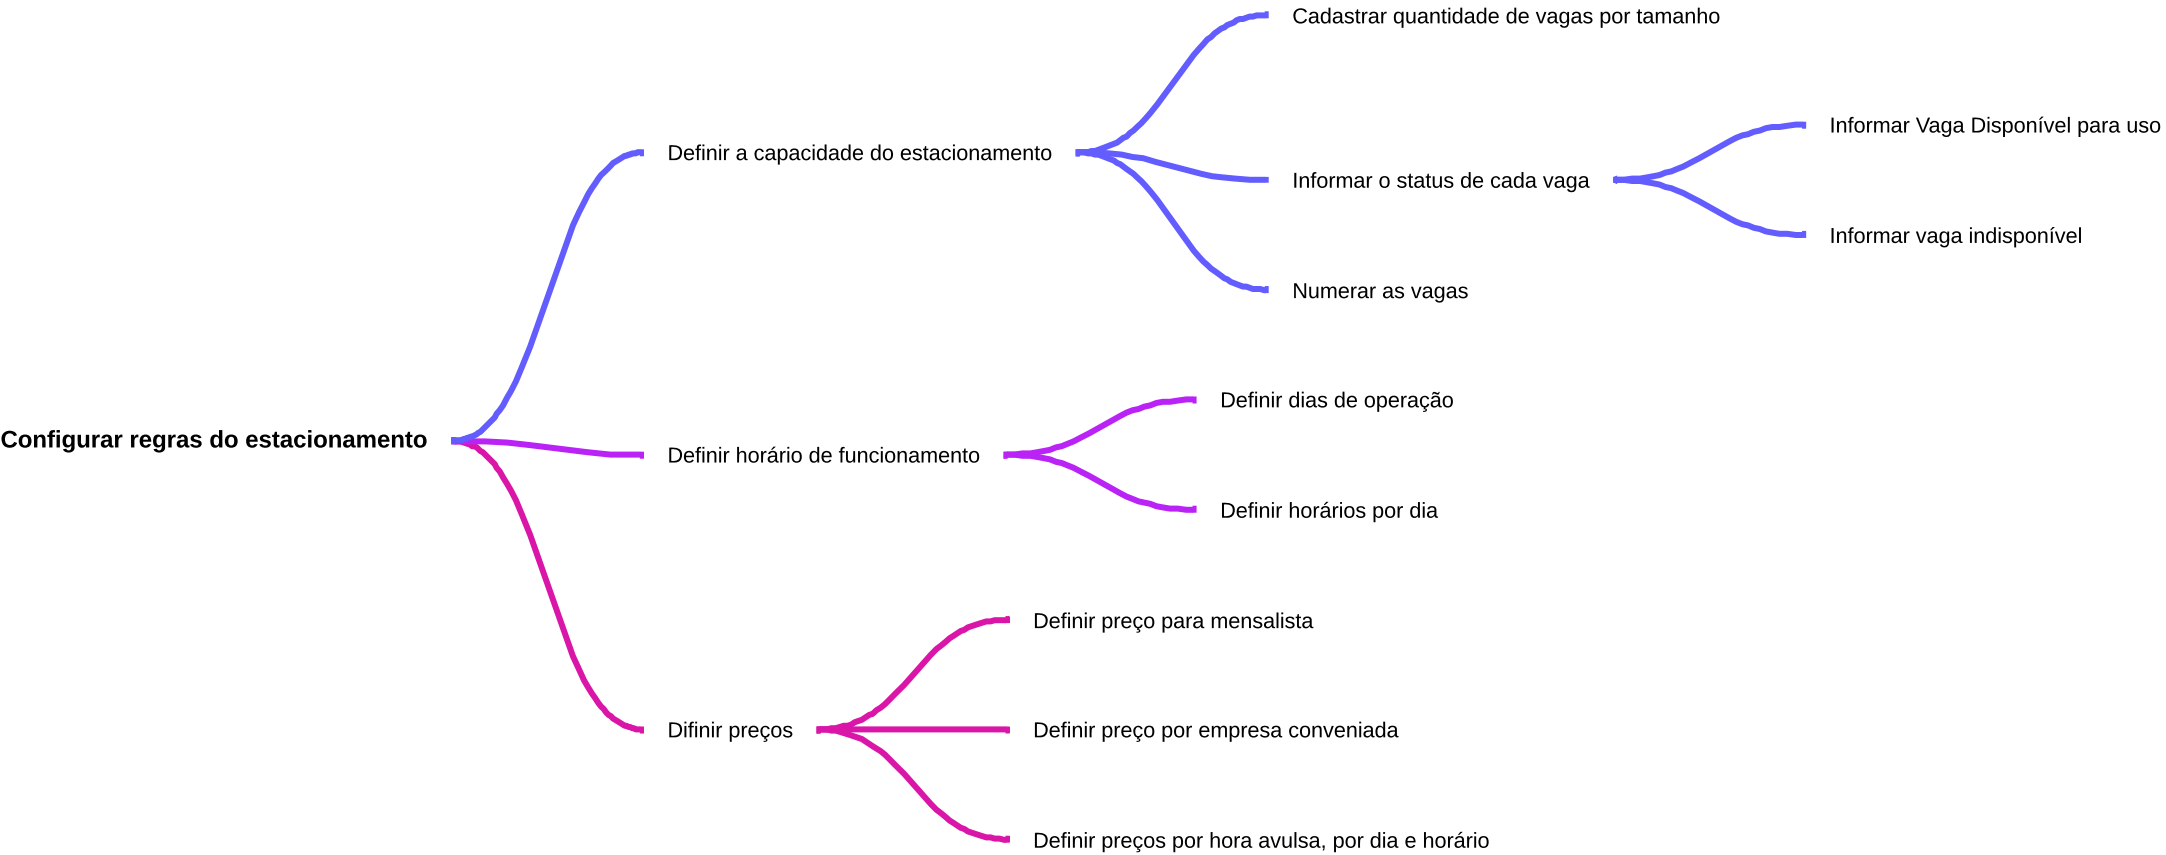 Configurar regras do estacionamento
Definir a capacidade do estacionamento
Cadastrar quantidade de vagas por tamanho
Informar o status de cada vaga
Informar Vaga Disponível para uso
Informar vaga indisponível
Numerar as vagas
Definir horário de funcionamento
Definir dias de operação
Definir horários por dia
Difinir preços
Definir preço para mensalista
Definir preço por empresa conveniada
Definir preços por hora avulsa, por dia e horário